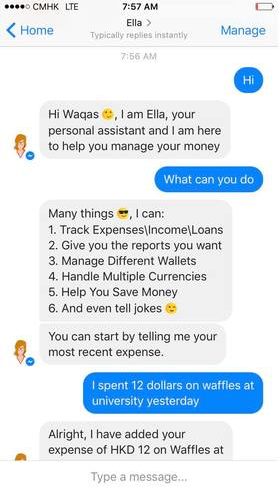 CMHK LTE 7:57 AM
Home Ella > Manage
Typically replies instantly
7:56 AM
Hi
Hi Waqas 🙂, I am Ella, your
personal assistant and I am here
to help you manage your money
What can you do
Many things 😎, I can:
1. Track Expenses\Income\Loans
2. Give you the reports you want
3. Manage Different Wallets
4. Handle Multiple Currencies
5. Help You Save Money
6. And even tell jokes 😉
You can start by telling me your
most recent expense.
I spent 12 dollars on waffles at
university yesterday
Alright, I have added your
expense of HKD 12 on Waffles at
Type a message...